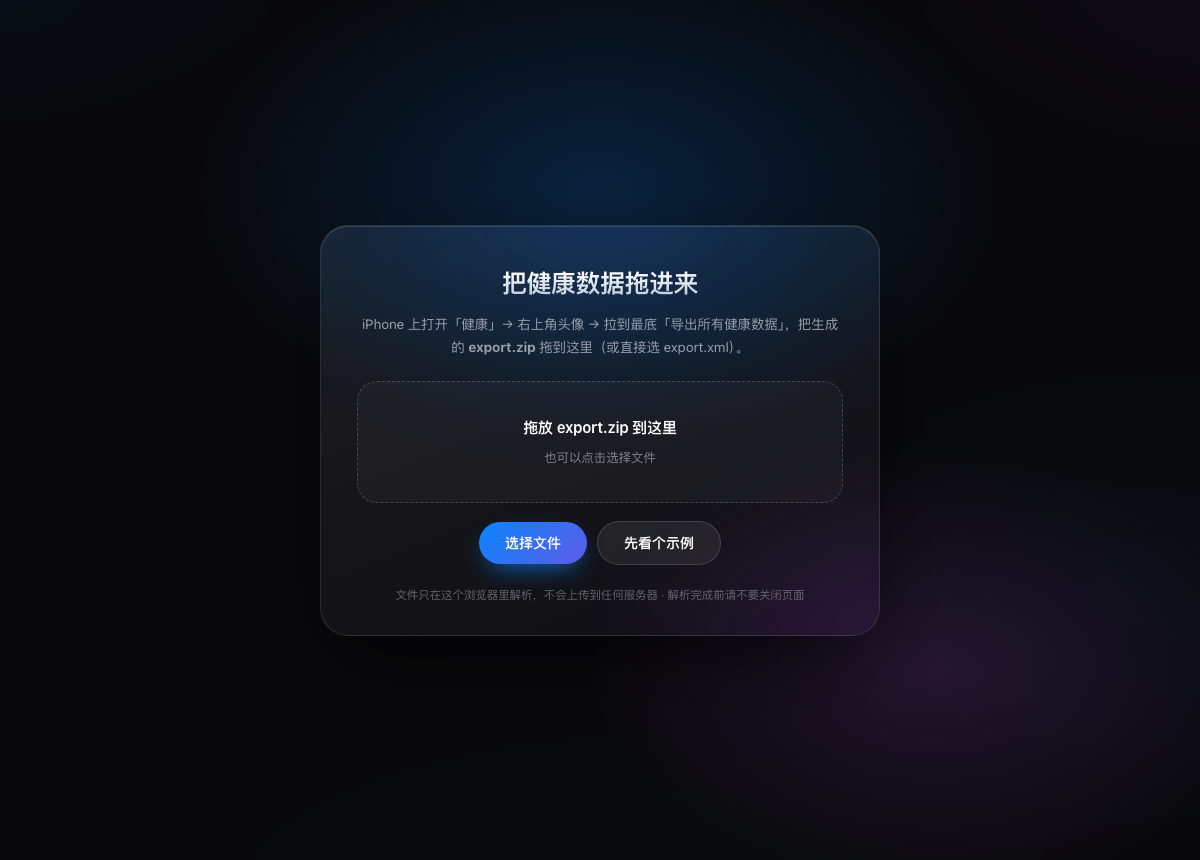 把健康数据拖进来
iPhone 上打开「健康」→ 右上角头像 → 拉到最底「导出所有健康数据」，把生成
的 export.zip 拖到这里（或直接选 export.xml）。
拖放 export.zip 到这里
也可以点击选择文件
选择文件
先看个示例
文件只在这个浏览器里解析，不会上传到任何服务器 · 解析完成前请不要关闭页面